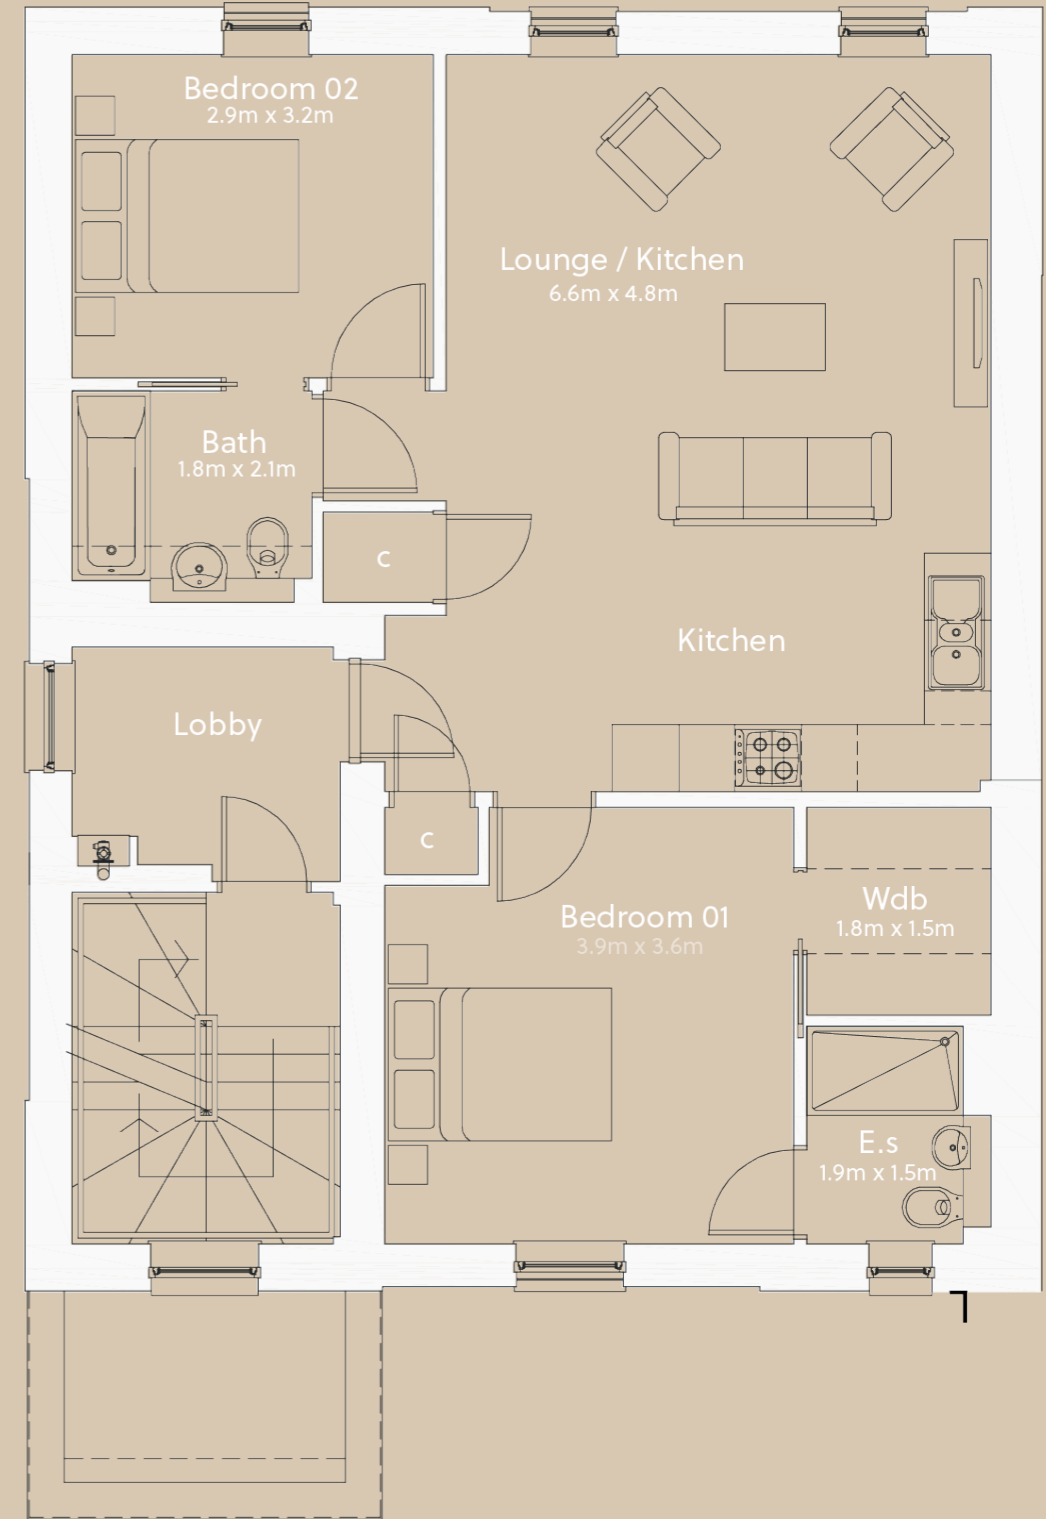 Bedroom 02
2.9m x 3.2m
Lounge / Kitchen
6.6m x 4.8m
Bath
1.8m x 2.1m
c
Kitchen
Lobby
c
Bedroom 01
3.9m x 3.6m
Wdb
1.8m x 1.5m
E.s
1.9m x 1.5m